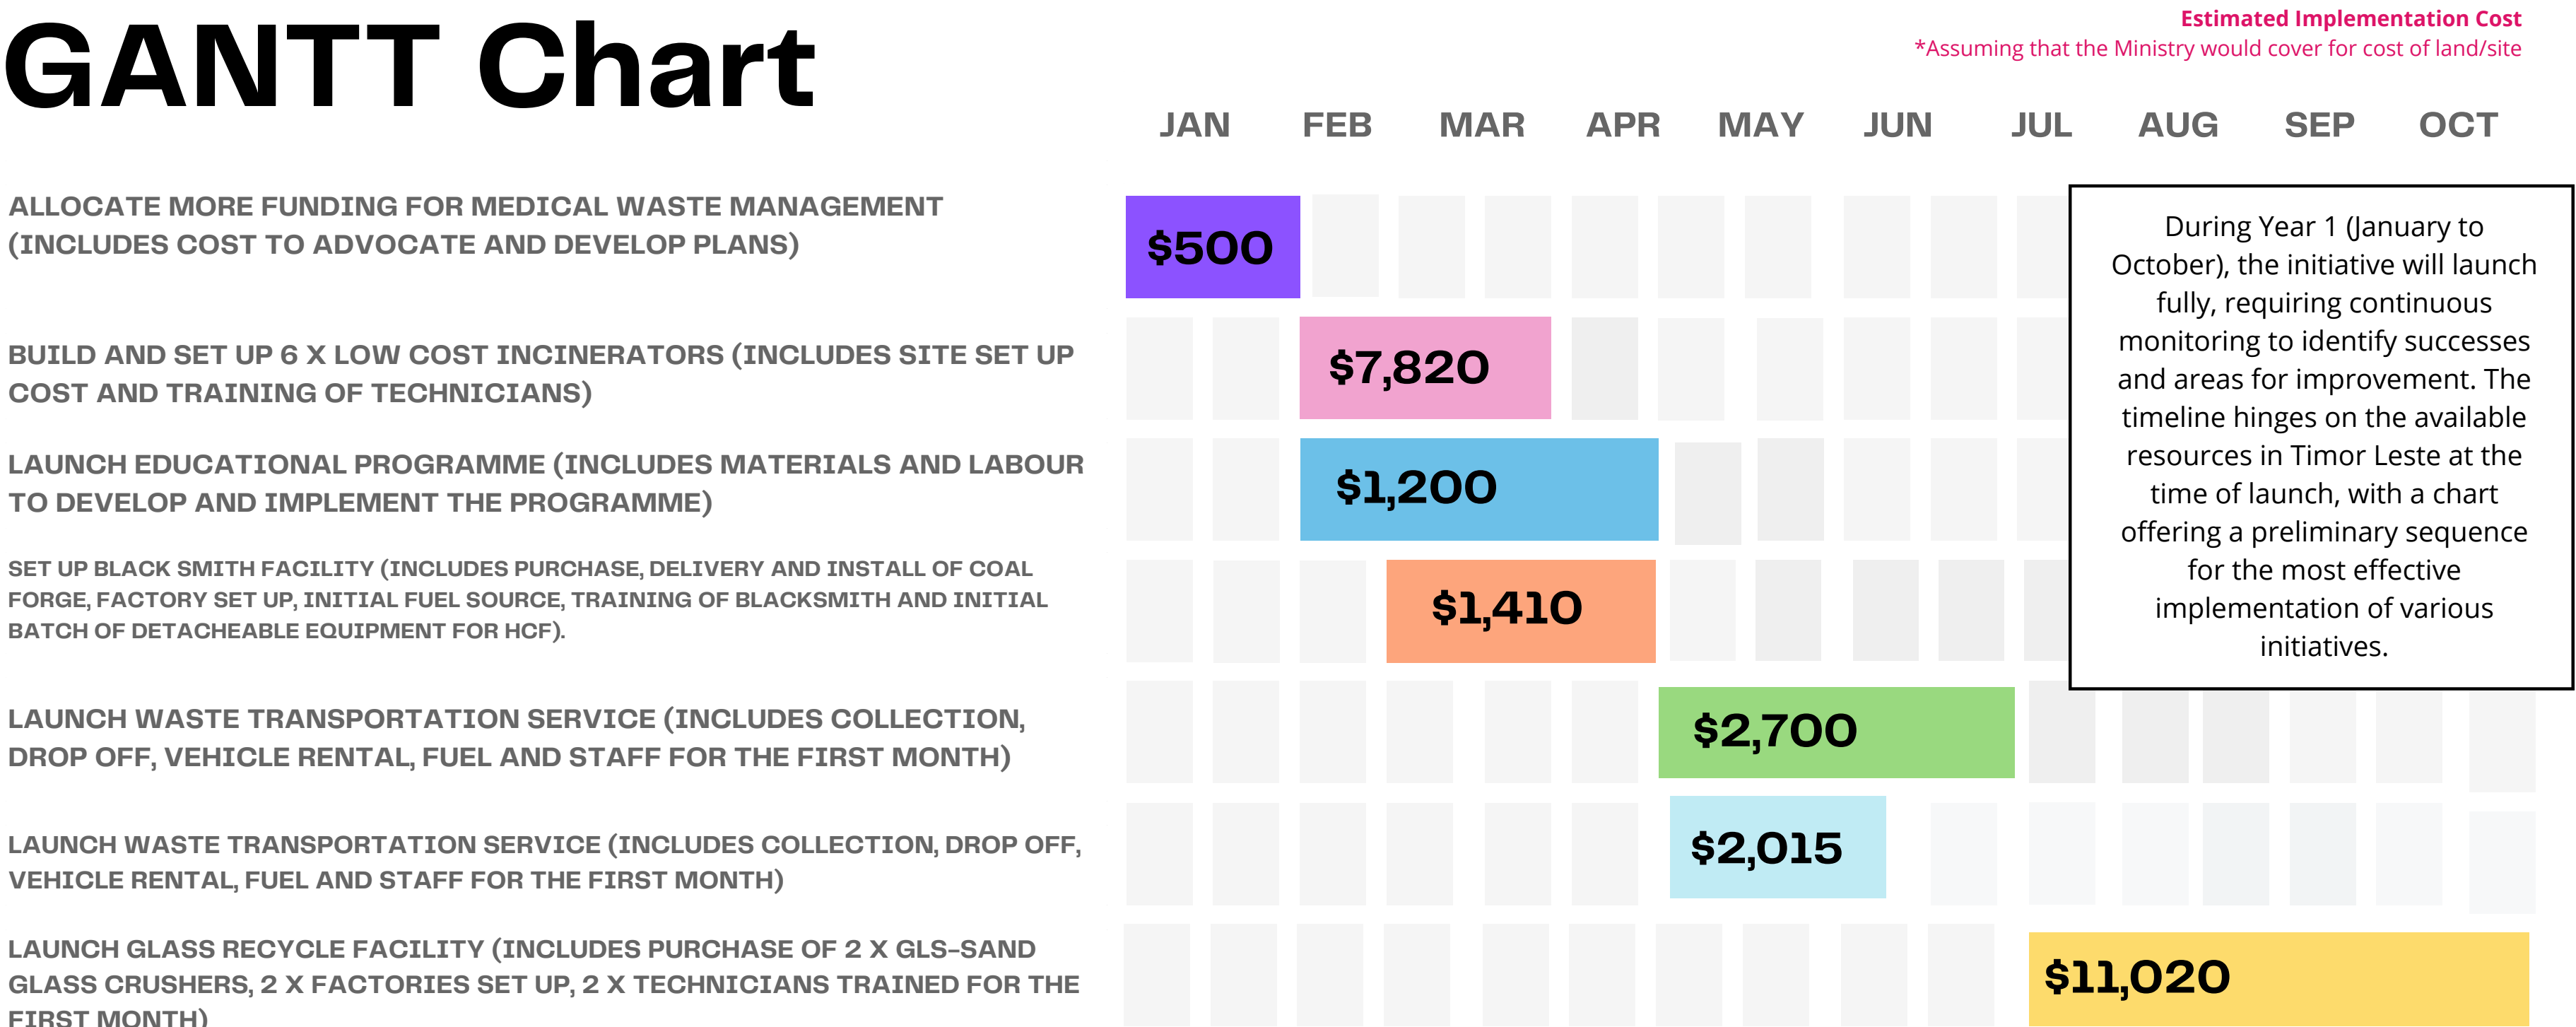 GANTT Chart
Estimated Implementation Cost
*Assuming that the Ministry would cover for cost of land/site
JAN FEB MAR APR MAY JUN JUL AUG SEP OCT
ALLOCATE MORE FUNDING FOR MEDICAL WASTE MANAGEMENT
(INCLUDES COST TO ADVOCATE AND DEVELOP PLANS)
$500
BUILD AND SET UP 6 X LOW COST INCINERATORS (INCLUDES SITE SET UP
COST AND TRAINING OF TECHNICIANS)
$7,820
LAUNCH EDUCATIONAL PROGRAMME (INCLUDES MATERIALS AND LABOUR
TO DEVELOP AND IMPLEMENT THE PROGRAMME)
$1,200
SET UP BLACK SMITH FACILITY (INCLUDES PURCHASE, DELIVERY AND INSTALL OF COAL
FORGE, FACTORY SET UP, INITIAL FUEL SOURCE, TRAINING OF BLACKSMITH AND INITIAL
BATCH OF DETACHEABLE EQUIPMENT FOR HCF).
$1,410
LAUNCH WASTE TRANSPORTATION SERVICE (INCLUDES COLLECTION,
DROP OFF, VEHICLE RENTAL, FUEL AND STAFF FOR THE FIRST MONTH)
$2,700
LAUNCH WASTE TRANSPORTATION SERVICE (INCLUDES COLLECTION, DROP OFF,
VEHICLE RENTAL, FUEL AND STAFF FOR THE FIRST MONTH)
$2,015
LAUNCH GLASS RECYCLE FACILITY (INCLUDES PURCHASE OF 2 X GLS-SAND
GLASS CRUSHERS, 2 X FACTORIES SET UP, 2 X TECHNICIANS TRAINED FOR THE
FIRST MONTH)
$11,020
During Year 1 (January to
October), the initiative will launch
fully, requiring continuous
monitoring to identify successes
and areas for improvement. The
timeline hinges on the available
resources in Timor Leste at the
time of launch, with a chart
offering a preliminary sequence
for the most effective
implementation of various
initiatives.